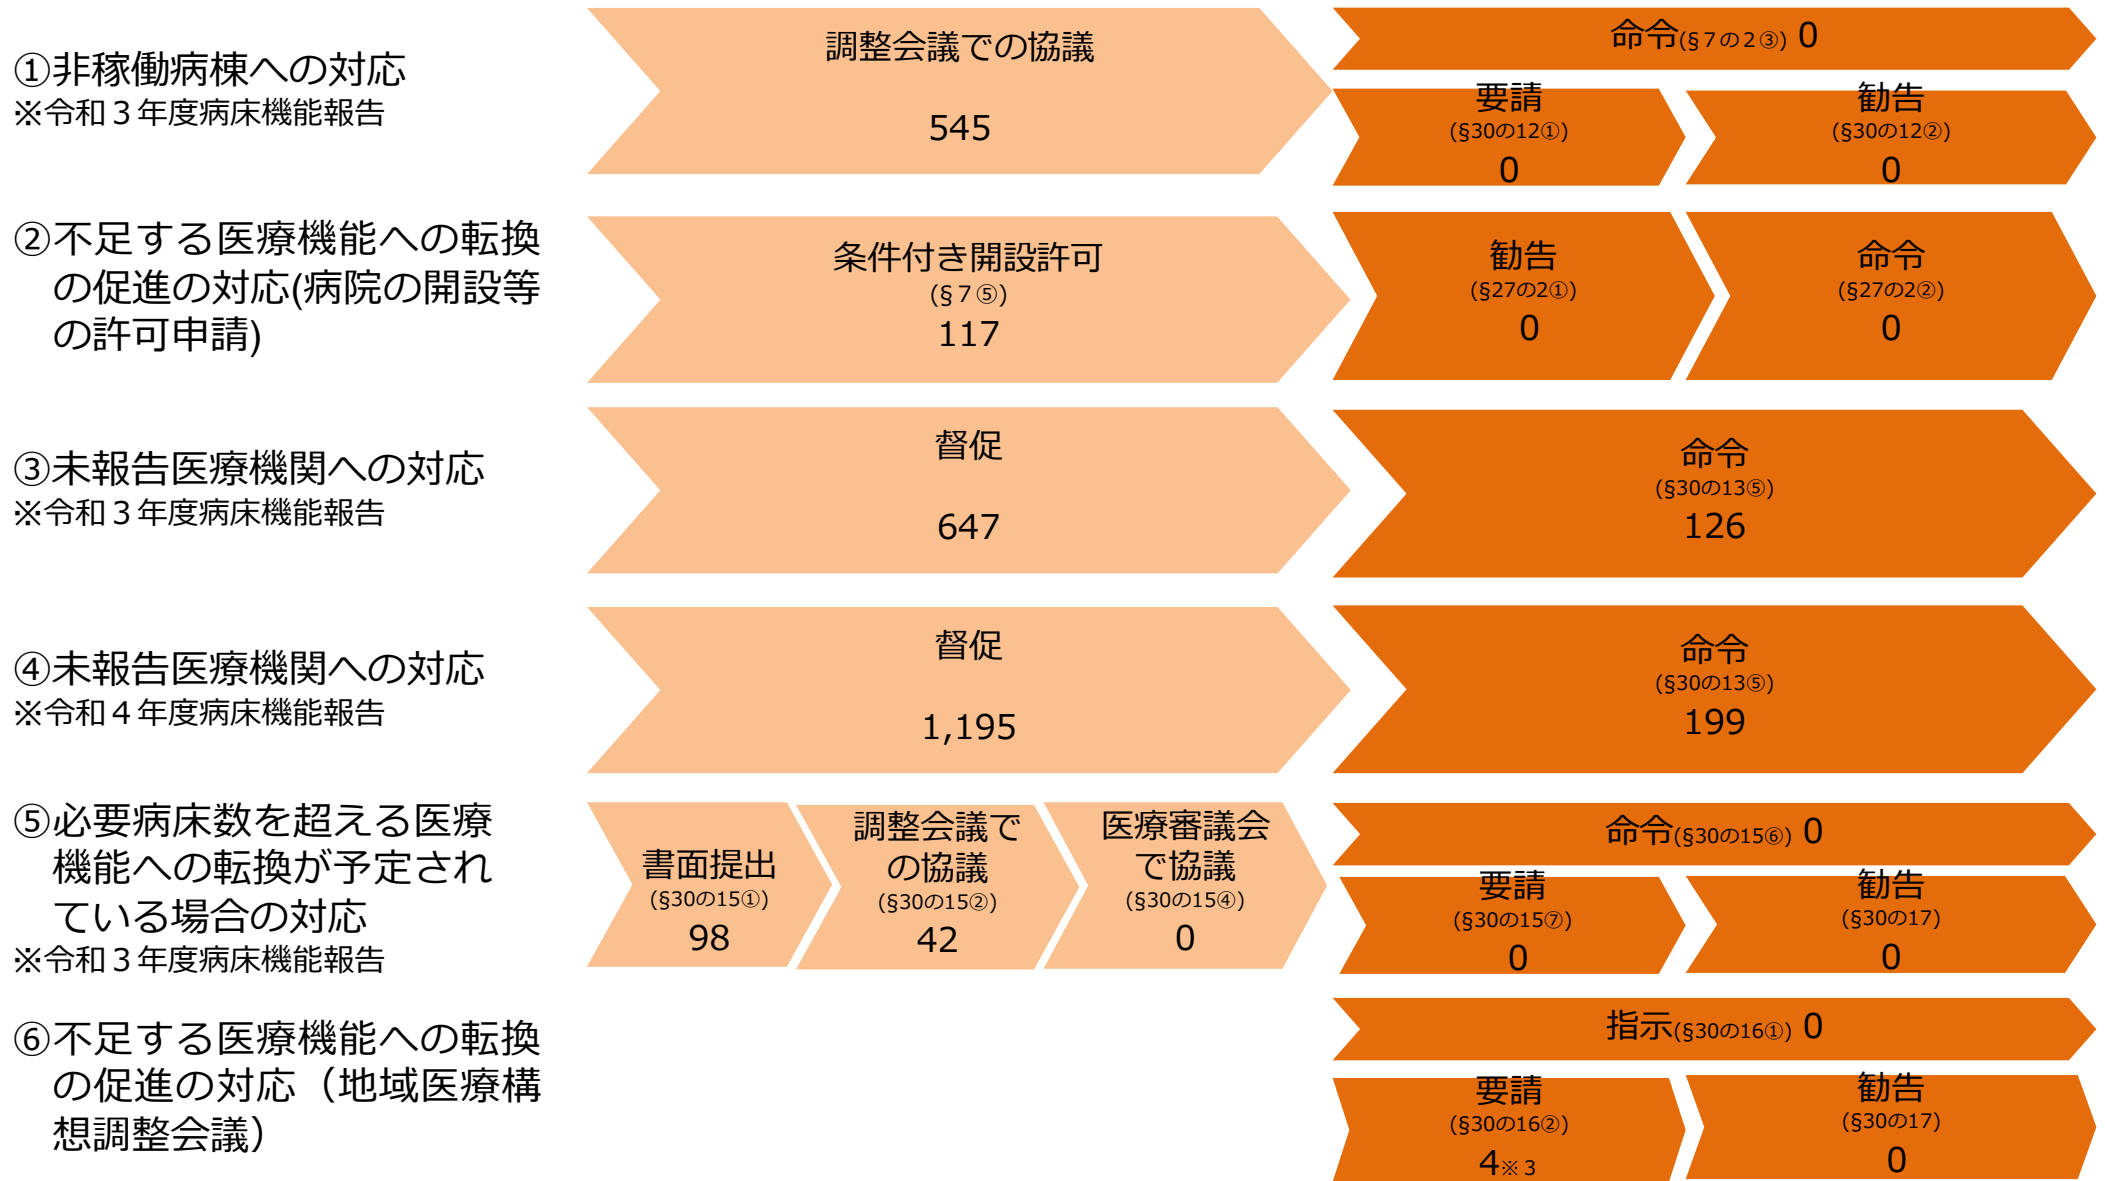 ①非稼働病棟への対応
※令和３年度病床機能報告
調整会議での協議
545
命令(§７の２③) 0
要請
(§30の12①)
0
勧告
(§30の12②)
0
②不足する医療機能への転換
の促進の対応(病院の開設等
の許可申請)
条件付き開設許可
(§７⑤)
117
勧告
(§27の2①)
0
命令
(§27の2②)
0
③未報告医療機関への対応
※令和３年度病床機能報告
督促
647
命令
(§30の13⑤)
126
④未報告医療機関への対応
※令和４年度病床機能報告
督促
1,195
命令
(§30の13⑤)
199
⑤必要病床数を超える医療
機能への転換が予定され
ている場合の対応
※令和３年度病床機能報告
書面提出
(§30の15①)
98
調整会議で
の協議
(§30の15②)
42
医療審議会
で協議
(§30の15④)
0
命令(§30の15⑥) 0
要請
(§30の15⑦)
0
勧告
(§30の17)
0
⑥不足する医療機能への転換
の促進の対応（地域医療構
想調整会議）
指示(§30の16①) 0
要請
(§30の16②)
4※３
勧告
(§30の17)
0